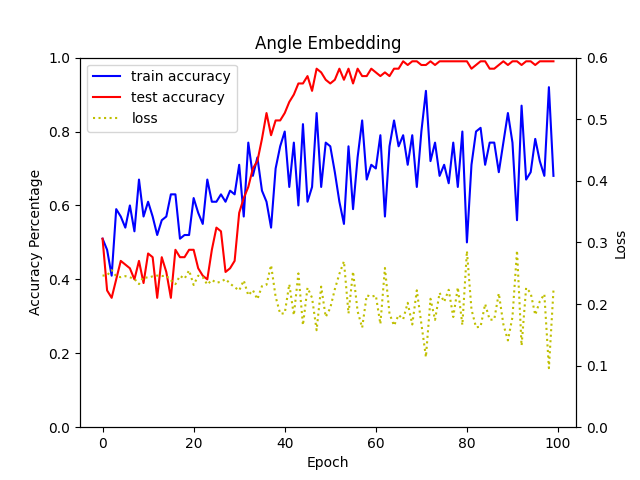 Angle Embedding
1.0
0.8
0.6
0.4
0.2
0.0
Accuracy Percentage
train accuracy
test accuracy
loss
0.6
0.5
0.4
0.3
0.2
0.1
0.0
Loss
0 20 40 60 80 100
Epoch